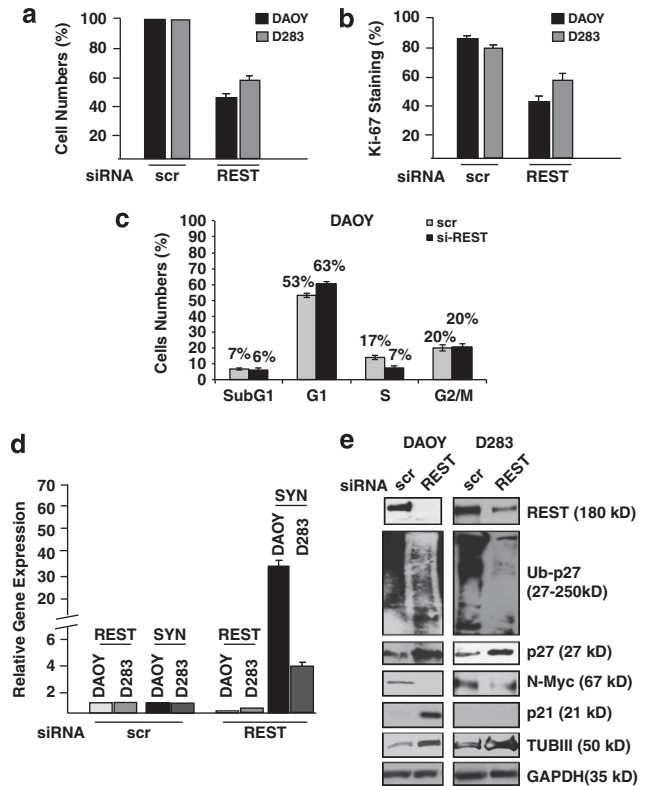 a
100
80
60
40
20
Cell Numbers (%)
DAOY
D283
siRNA scr REST
b
100
80
60
40
20
Ki-67 Staining (%)
DAOY
D283
siRNA scr REST
c
DAOY
100
90
80
70
60
50
40
30
20
10
0
Cells Numbers (%)
scr
si-REST
7% 6%
53% 63%
17% 7%
20% 20%
SubG1 G1 S G2/M
d
70
60
50
40
30
20
6
4
2
Relative Gene Expression
REST SYN REST SYN
DAOY D283 DAOY D283 DAOY D283 DAOY D283
siRNA scr REST
e
DAOY D283
siRNA scr REST scr REST
REST (180 kD)
Ub-p27
(27-250kD)
p27 (27 kD)
N-Myc (67 kD)
p21 (21 kD)
TUBIII (50 kD)
GAPDH(35 kD)